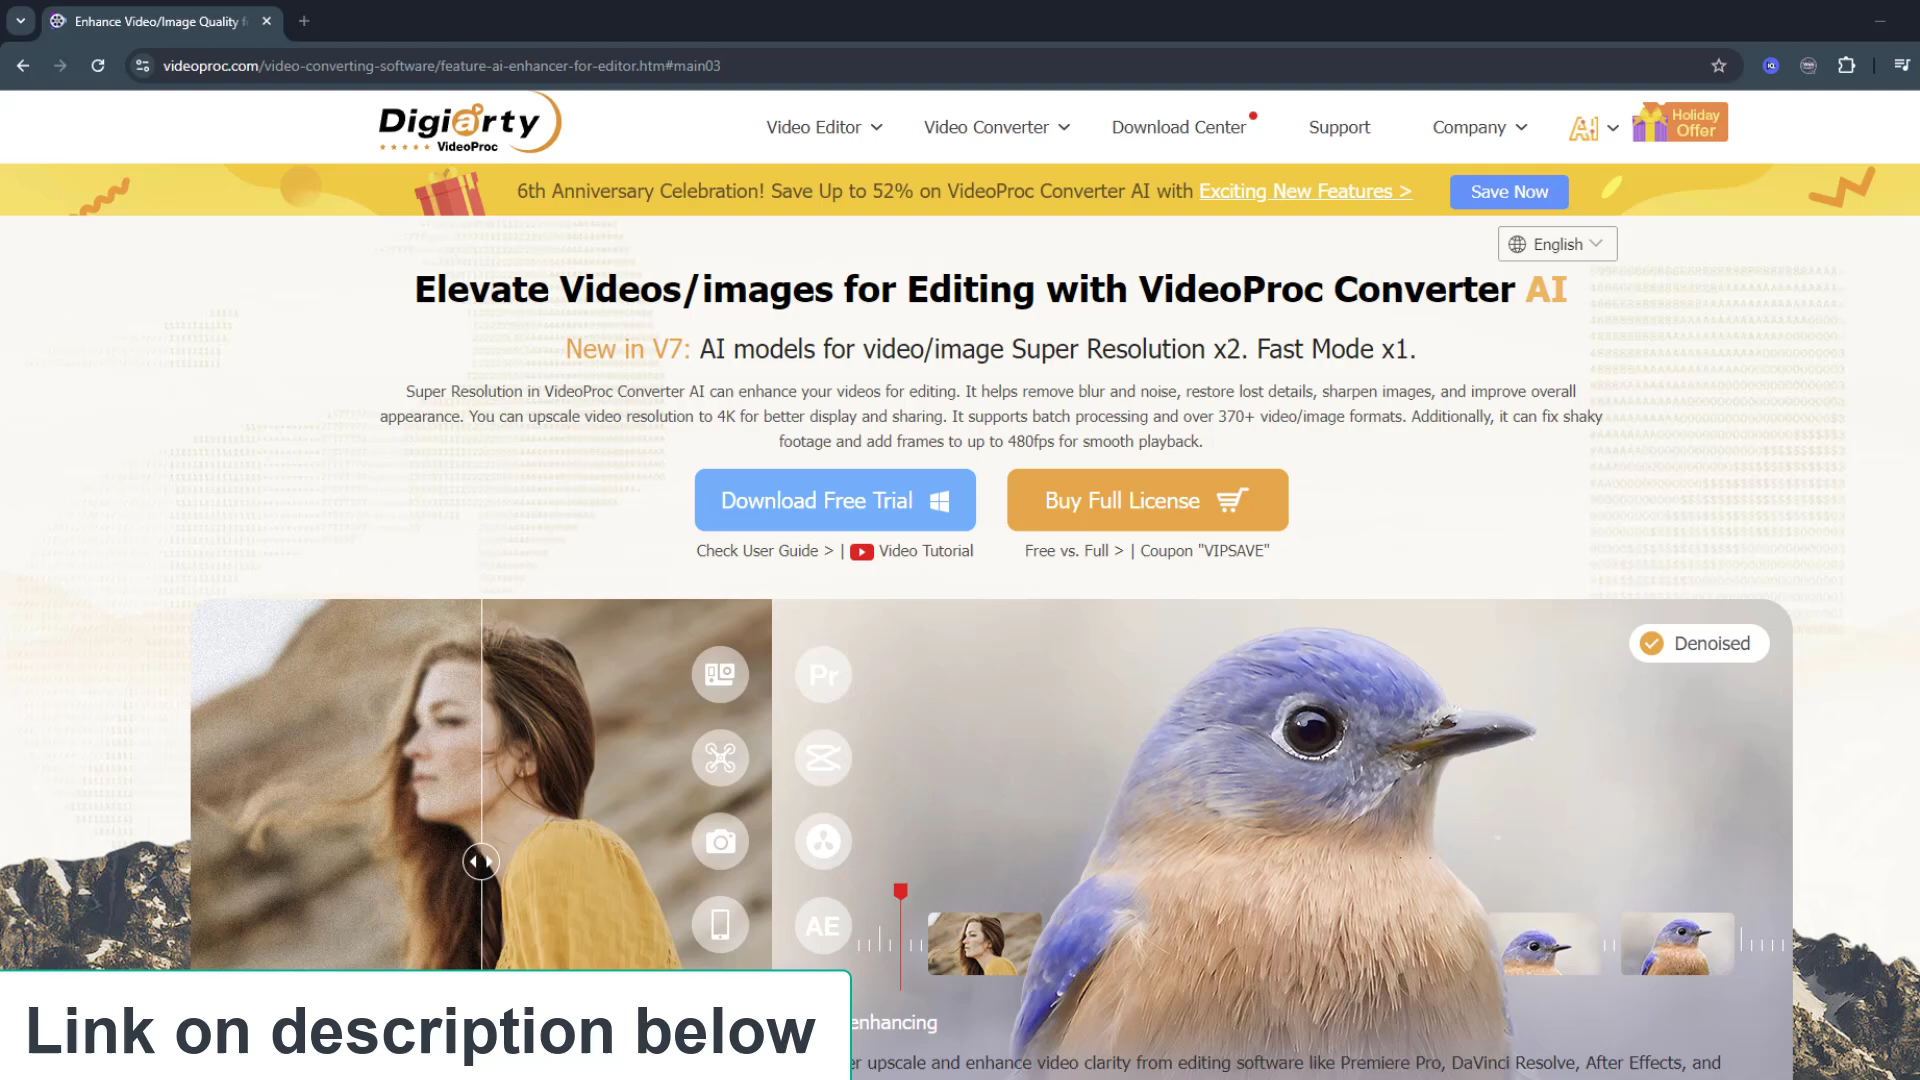 Enhance Video/Image Quality f
videoproc.com/video-converting-software/feature-ai-enhancer-for-editor.htm#main03
Digiarty
VideoProc
Video Editor
Video Converter
Download Center
Support
Company
AI
Holiday
Offer
6th Anniversary Celebration! Save Up to 52% on VideoProc Converter AI with Exciting New Features >
Save Now
English
Elevate Videos/images for Editing with VideoProc Converter AI
New in V7: AI models for video/image Super Resolution x2. Fast Mode x1.
Super Resolution in VideoProc Converter AI can enhance your videos for editing. It helps remove blur and noise, restore lost details, sharpen images, and improve overall
appearance. You can upscale video resolution to 4K for better display and sharing. It supports batch processing and over 370+ video/image formats. Additionally, it can fix shaky
footage and add frames to up to 480fps for smooth playback.
Download Free Trial
Buy Full License
Check User Guide > | Video Tutorial
Free vs. Full > | Coupon "VIPSAVE"
Denoised
Pr
AE
enhancing
er upscale and enhance video clarity from editing software like Premiere Pro, DaVinci Resolve, After Effects, and
Link on description below